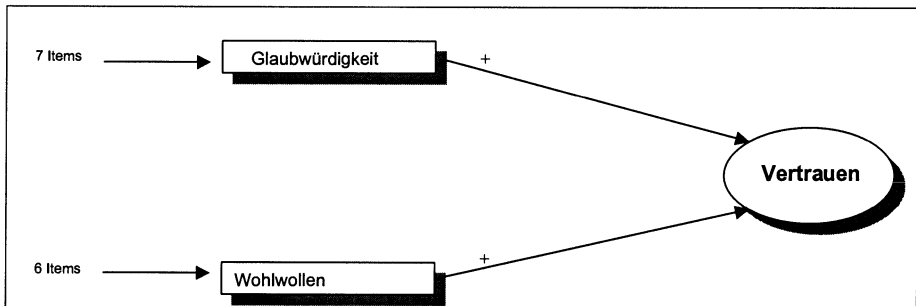 7 Items
Glaubwürdigkeit
+
Vertrauen
6 Items
Wohlwollen
+